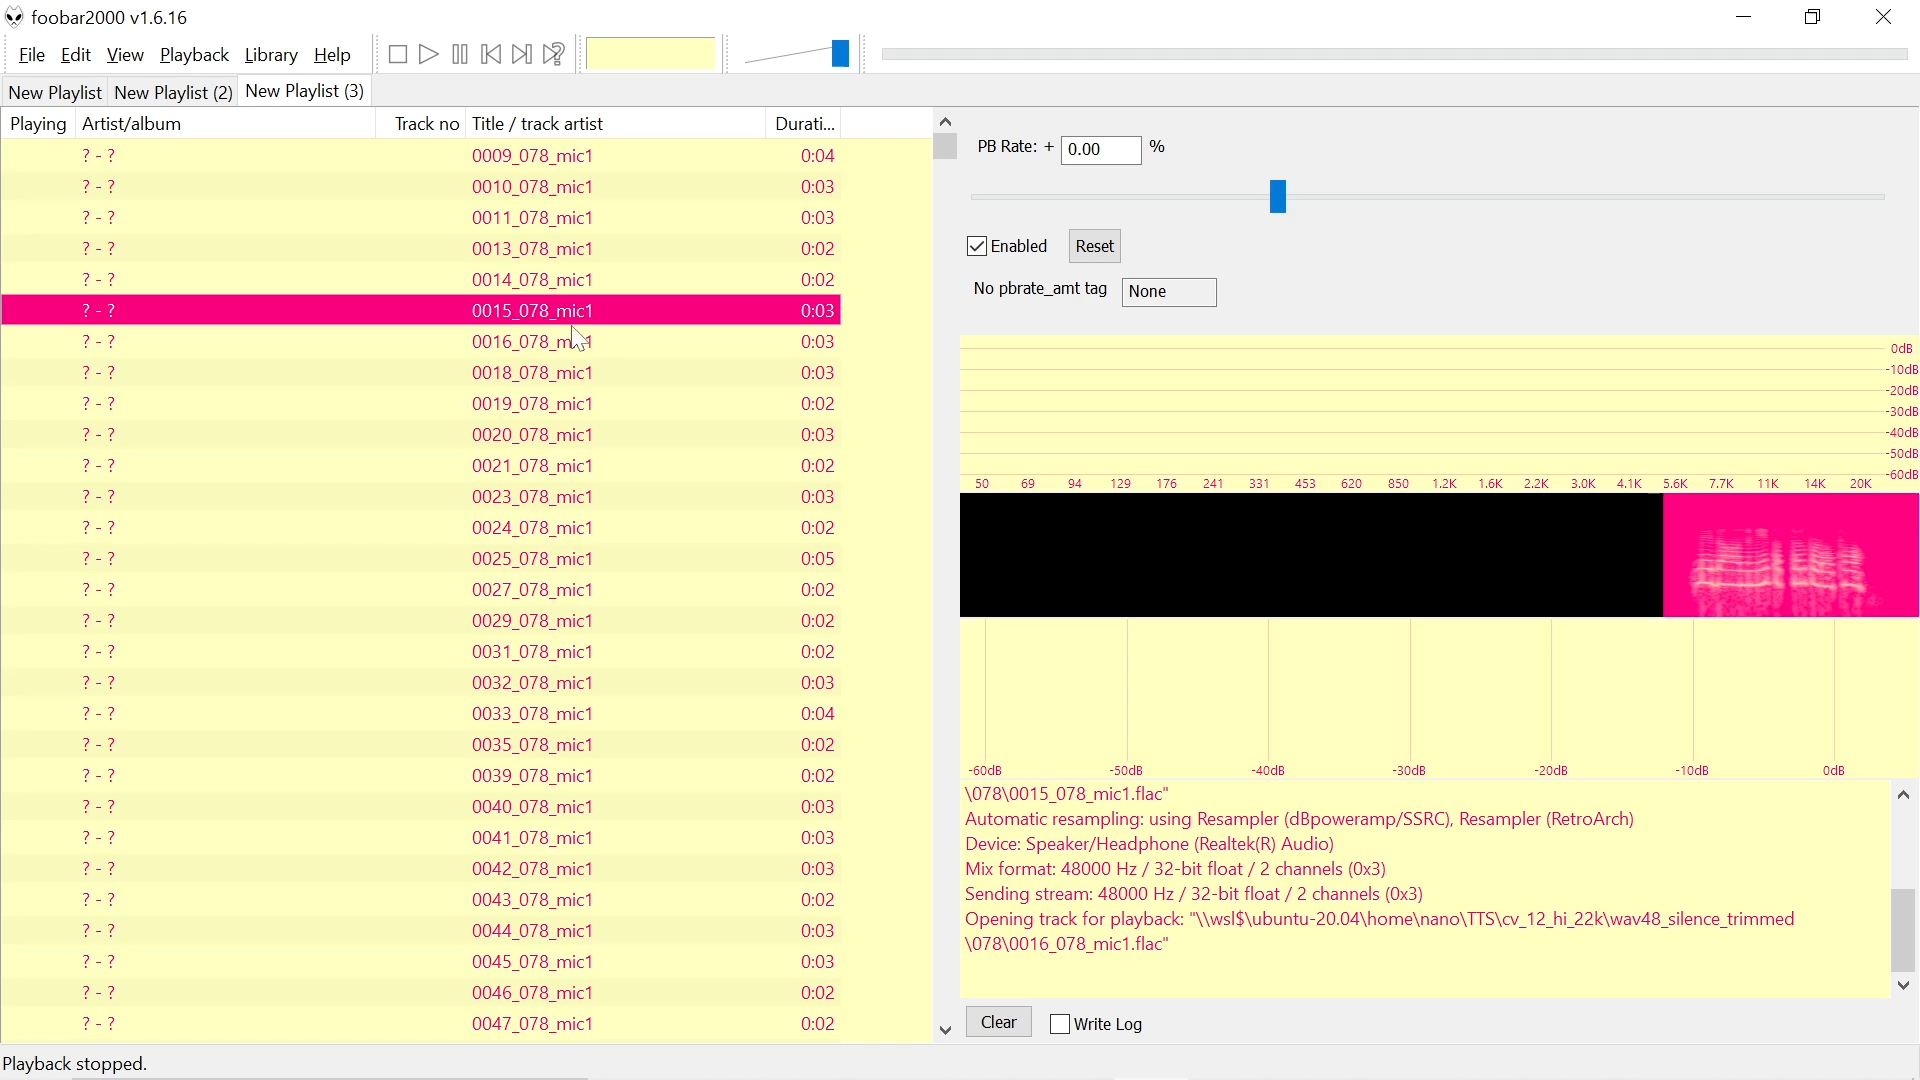 foobar2000 v1.6.16
File Edit View Playback Library Help
New Playlist New Playlist (2) New Playlist (3)
Playing Artist/album Track no Title / track artist Durati...
? - ? 0009_078_mic1 0:04
? - ? 0010_078_mic1 0:03
? - ? 0011_078_mic1 0:03
? - ? 0013_078_mic1 0:02
? - ? 0014_078_mic1 0:02
? - ? 0015_078_mic1 0:03
? - ? 0016_078_mic1 0:03
? - ? 0018_078_mic1 0:03
? - ? 0019_078_mic1 0:02
? - ? 0020_078_mic1 0:03
? - ? 0021_078_mic1 0:02
? - ? 0023_078_mic1 0:03
? - ? 0024_078_mic1 0:02
? - ? 0025_078_mic1 0:05
? - ? 0027_078_mic1 0:02
? - ? 0029_078_mic1 0:02
? - ? 0031_078_mic1 0:02
? - ? 0032_078_mic1 0:03
? - ? 0033_078_mic1 0:04
? - ? 0035_078_mic1 0:02
? - ? 0039_078_mic1 0:02
? - ? 0040_078_mic1 0:03
? - ? 0041_078_mic1 0:03
? - ? 0042_078_mic1 0:03
? - ? 0043_078_mic1 0:02
? - ? 0044_078_mic1 0:03
? - ? 0045_078_mic1 0:03
? - ? 0046_078_mic1 0:02
? - ? 0047_078_mic1 0:02
PB Rate: + 0.00 %
Enabled Reset
No pbrate_amt tag None
0dB
-10dB
-20dB
-30dB
-40dB
-50dB
-60dB
50 69 94 129 176 241 331 453 620 850 1.2K 1.6K 2.2K 3.0K 4.1K 5.6K 7.7K 11K 14K 20K
-60dB -50dB -40dB -30dB -20dB -10dB 0dB
\078\0015_078_mic1.flac"
Automatic resampling: using Resampler (dBpoweramp/SSRC), Resampler (RetroArch)
Device: Speaker/Headphone (Realtek(R) Audio)
Mix format: 48000 Hz / 32-bit float / 2 channels (0x3)
Sending stream: 48000 Hz / 32-bit float / 2 channels (0x3)
Opening track for playback: "\\wsl$\ubuntu-20.04\home\nano\TTS\cv_12_hi_22k\wav48_silence_trimmed
\078\0016_078_mic1.flac"
Clear Write Log
Playback stopped.